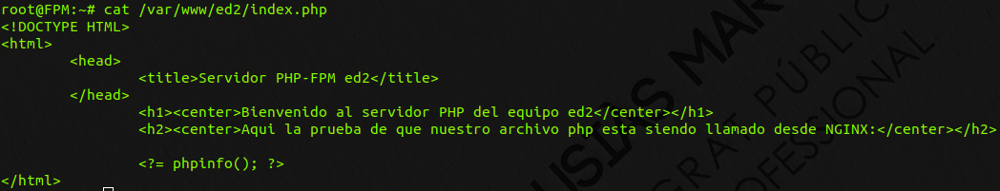 root@FPM:~# cat /var/www/ed2/index.php
<!DOCTYPE HTML>
<html>
        <head>
                <title>Servidor PHP-FPM ed2</title>
        </head>
                <h1><center>Bienvenido al servidor PHP del equipo ed2</center></h1>
                <h2><center>Aqui la prueba de que nuestro archivo php esta siendo llamado desde NGINX:</center></h2>

                <?= phpinfo(); ?>
</html>
PÚBLIC